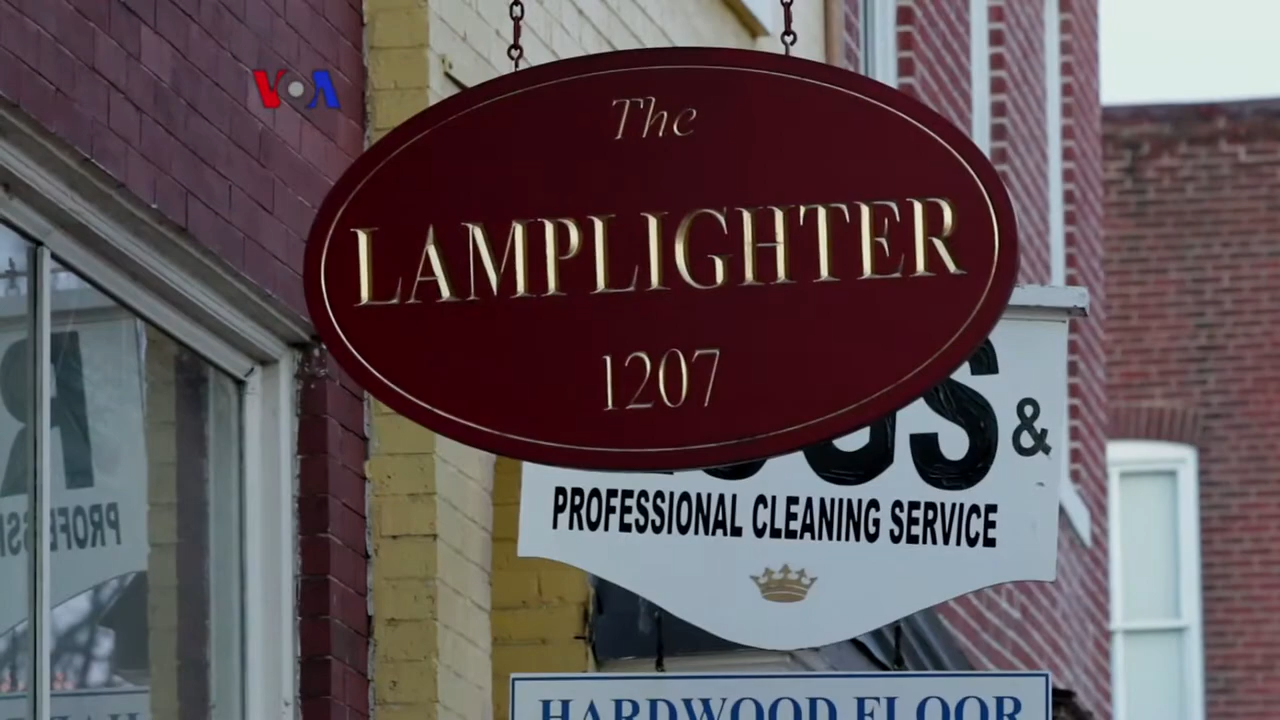 VOA
The
LAMPLIGHTER
1207
&
PROFESSIONAL CLEANING SERVICE
HARDWOOD FLOOR